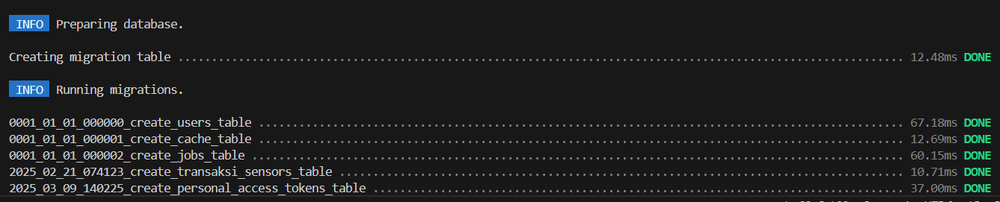 INFO Preparing database.
Creating migration table ........................................................................................................ 12.48ms DONE
INFO Running migrations.
0001_01_01_000000_create_users_table ............................................................................................ 67.18ms DONE
0001_01_01_000001_create_cache_table ............................................................................................ 12.69ms DONE
0001_01_01_000002_create_jobs_table ............................................................................................. 60.15ms DONE
2025_02_21_074123_create_transaksi_sensors_table ................................................................................ 10.71ms DONE
2025_03_09_140225_create_personal_access_tokens_table ........................................................................... 37.00ms DONE